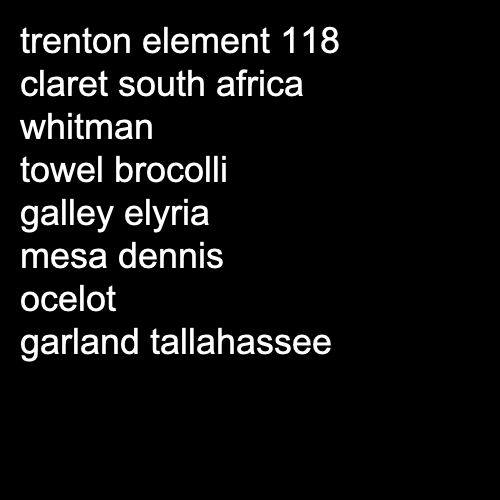 trenton element 118
claret south africa
whitman
towel brocolli
galley elyria
mesa dennis
ocelot
garland tallahassee